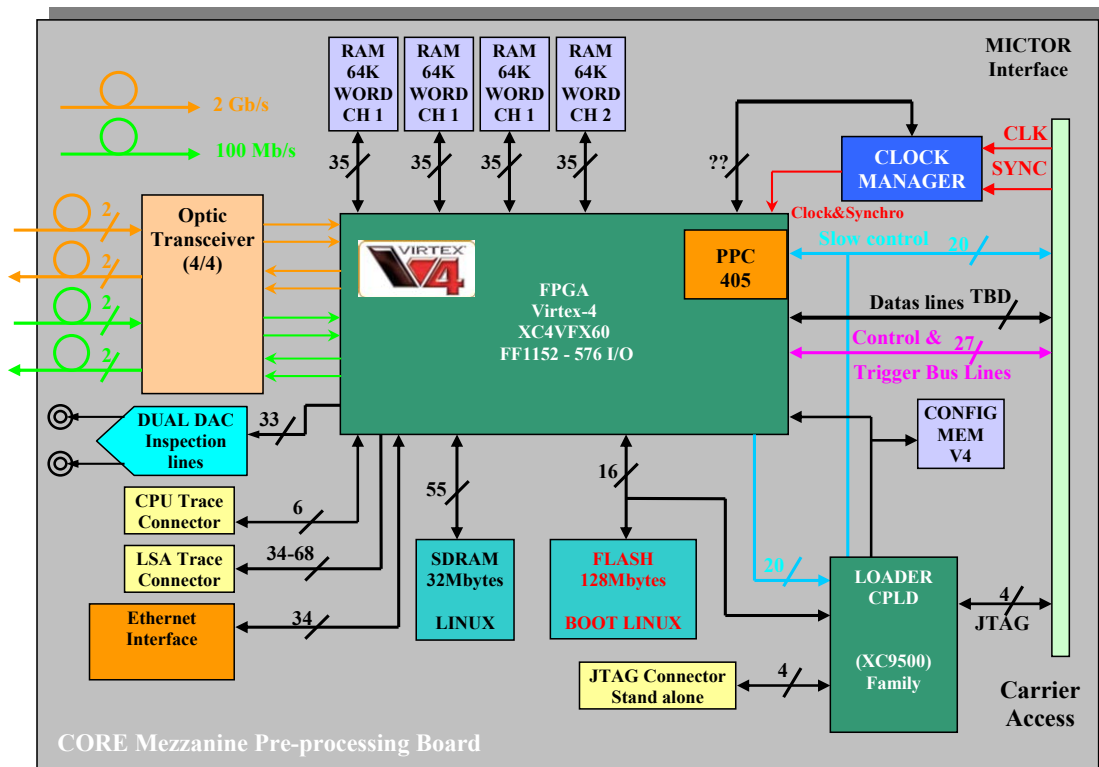 RAM
64K
WORD
CH 1
RAM
64K
WORD
CH 1
RAM
64K
WORD
CH 1
RAM
64K
WORD
CH 2
MICTOR
Interface
2 Gb/s
100 Mb/s
35
35
35
35
??
CLOCK
MANAGER
CLK
SYNC
Clock&Synchro
2
2
2
2
Optic
Transceiver
(4/4)
VIRTEX
V4
FPGA
Virtex-4
XC4VFX60
FF1152 - 576 I/O
PPC
405
Slow control
20
Datas lines
TBD
Control &
27
Trigger Bus Lines
DUAL DAC
Inspection
lines
33
CONFIG
MEM
V4
CPU Trace
Connector
6
55
16
LSA Trace
Connector
34-68
SDRAM
32Mbytes
LINUX
FLASH
128Mbytes
BOOT LINUX
20
LOADER
CPLD
(XC9500)
Family
4
JTAG
Ethernet
Interface
34
JTAG Connector
Stand alone
4
Carrier
Access
CORE Mezzanine Pre-processing Board